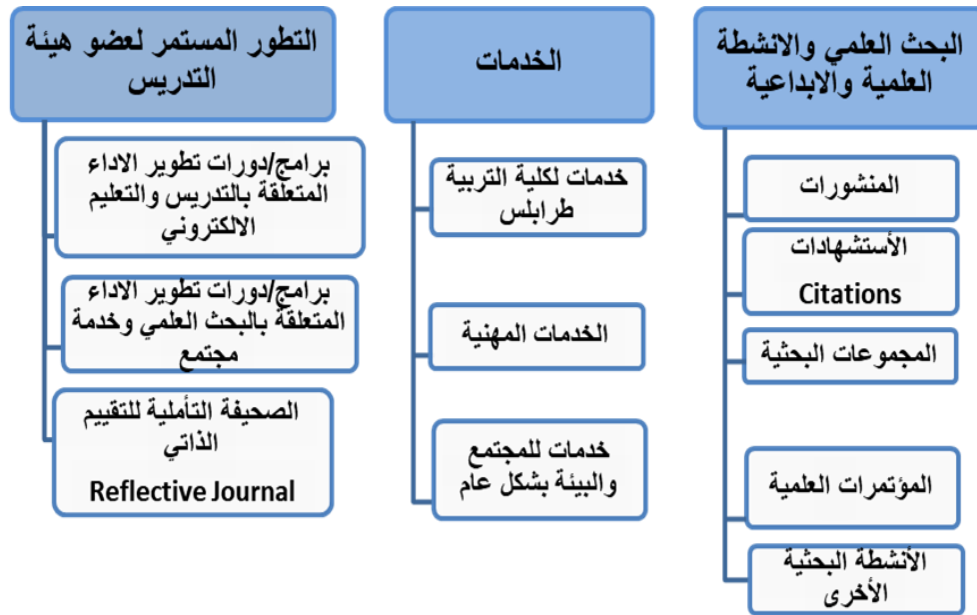 البحث العلمي والانشطة
العلمية والابداعية
المنشورات
الأستشهادات
Citations
المجموعات البحثية
المؤتمرات العلمية
الأنشطة البحثية
الأخرى
الخدمات
خدمات لكلية التربية
طرابلس
الخدمات المهنية
خدمات للمجتمع
والبيئة بشكل عام
التطور المستمر لعضو هيئة
التدريس
برامج/دورات تطوير الاداء
المتعلقة بالتدريس والتعليم
الالكتروني
برامج/دورات تطوير الاداء
المتعلقة بالبحث العلمي وخدمة
مجتمع
الصحيفة التأملية للتقييم
الذاتي
Reflective Journal